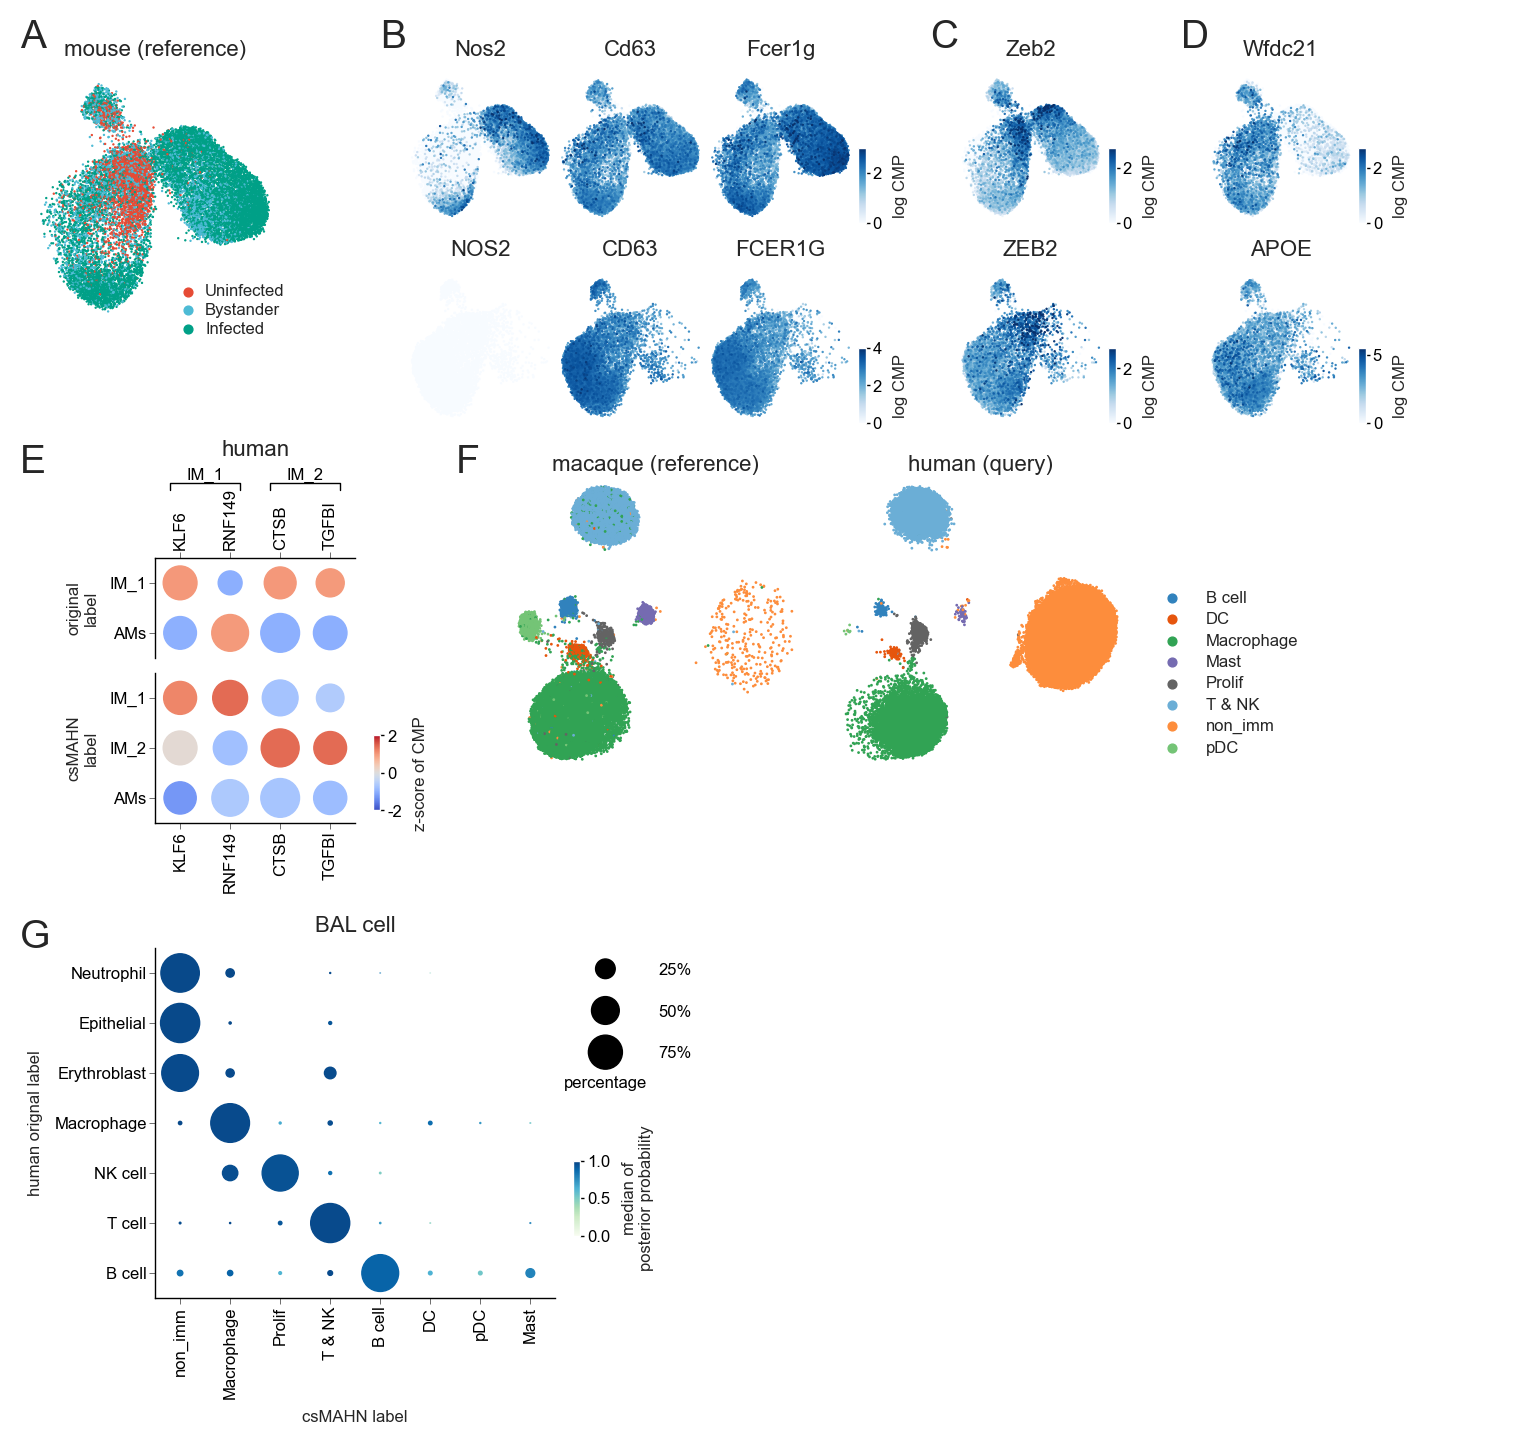 A
mouse (reference)
Uninfected
Bystander
Infected
B
Nos2
Cd63
Fcer1g
2
0
log CMP
NOS2
CD63
FCER1G
4
2
0
log CMP
C
Zeb2
2
0
log CMP
ZEB2
2
0
log CMP
D
Wfdc21
2
0
log CMP
APOE
5
0
log CMP
E
human
IM_1
IM_2
KLF6
RNF149
CTSB
TGFBI
original
label
IM_1
AMs
csMAHN
label
IM_1
IM_2
AMs
KLF6
RNF149
CTSB
TGFBI
2
0
-2
z-score of CMP
F
macaque (reference)
human (query)
B cell
DC
Macrophage
Mast
Prolif
T & NK
non_imm
pDC
G
BAL cell
human orignal label
Neutrophil
Epithelial
Erythroblast
Macrophage
NK cell
T cell
B cell
non_imm
Macrophage
Prolif
T & NK
B cell
DC
pDC
Mast
csMAHN label
25%
50%
75%
percentage
1.0
0.5
0.0
median of
posterior probability